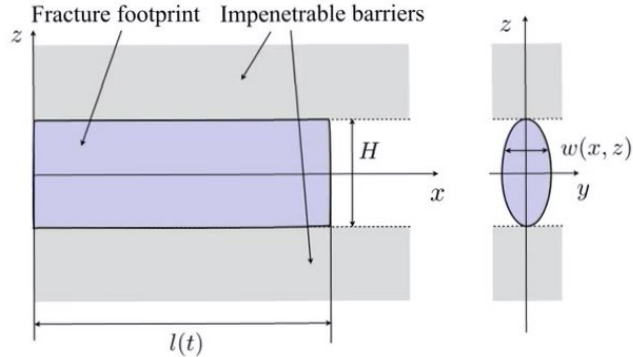 Fracture footprint Impenetrable barriers
z
z
H
w(x, z)
x
y
l(t)